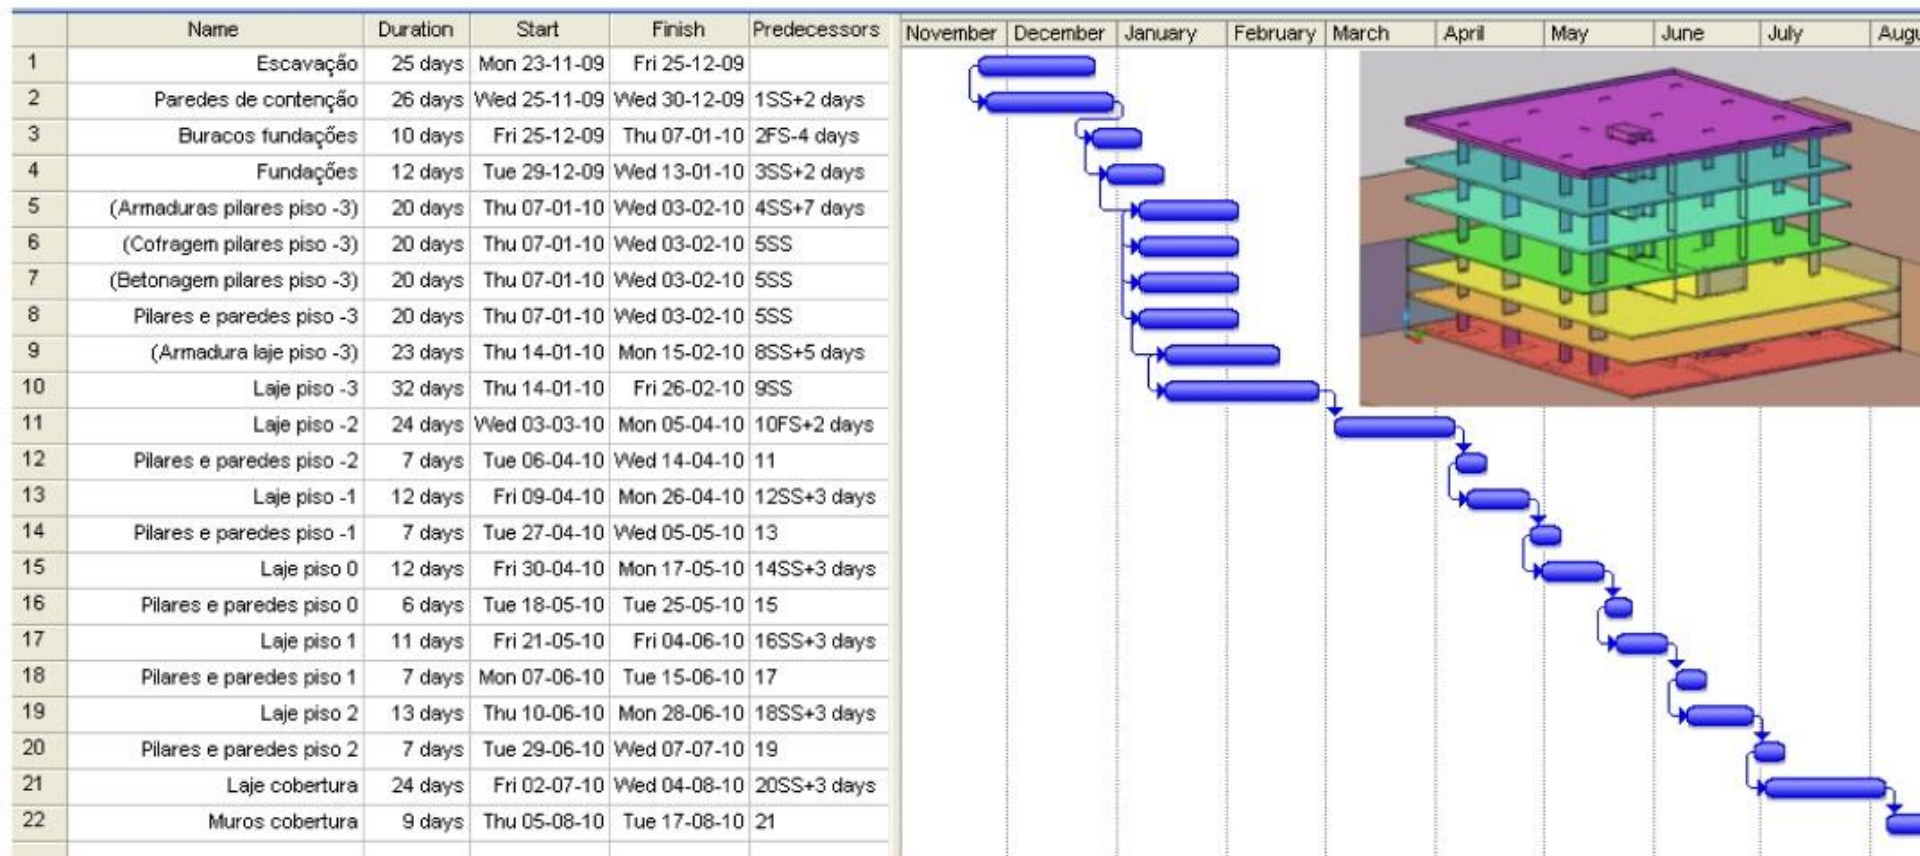 Name Duration Start Finish Predecessors November December January February March April May June July Augu
1 Escavação 25 days Mon 23-11-09 Fri 25-12-09
2 Paredes de contenção 26 days Wed 25-11-09 Wed 30-12-09 1SS+2 days
3 Buracos fundações 10 days Fri 25-12-09 Thu 07-01-10 2FS-4 days
4 Fundações 12 days Tue 29-12-09 Wed 13-01-10 3SS+2 days
5 (Armaduras pilares piso -3) 20 days Thu 07-01-10 Wed 03-02-10 4SS+7 days
6 (Cofragem pilares piso -3) 20 days Thu 07-01-10 Wed 03-02-10 5SS
7 (Betonagem pilares piso -3) 20 days Thu 07-01-10 Wed 03-02-10 5SS
8 Pilares e paredes piso -3 20 days Thu 07-01-10 Wed 03-02-10 5SS
9 (Armadura laje piso -3) 23 days Thu 14-01-10 Mon 15-02-10 8SS+5 days
10 Laje piso -3 32 days Thu 14-01-10 Fri 26-02-10 9SS
11 Laje piso -2 24 days Wed 03-03-10 Mon 05-04-10 10FS+2 days
12 Pilares e paredes piso -2 7 days Tue 06-04-10 Wed 14-04-10 11
13 Laje piso -1 12 days Fri 09-04-10 Mon 26-04-10 12SS+3 days
14 Pilares e paredes piso -1 7 days Tue 27-04-10 Wed 05-05-10 13
15 Laje piso 0 12 days Fri 30-04-10 Mon 17-05-10 14SS+3 days
16 Pilares e paredes piso 0 6 days Tue 18-05-10 Tue 25-05-10 15
17 Laje piso 1 11 days Fri 21-05-10 Fri 04-06-10 16SS+3 days
18 Pilares e paredes piso 1 7 days Mon 07-06-10 Tue 15-06-10 17
19 Laje piso 2 13 days Thu 10-06-10 Mon 28-06-10 18SS+3 days
20 Pilares e paredes piso 2 7 days Tue 29-06-10 Wed 07-07-10 19
21 Laje cobertura 24 days Fri 02-07-10 Wed 04-08-10 20SS+3 days
22 Muros cobertura 9 days Thu 05-08-10 Tue 17-08-10 21